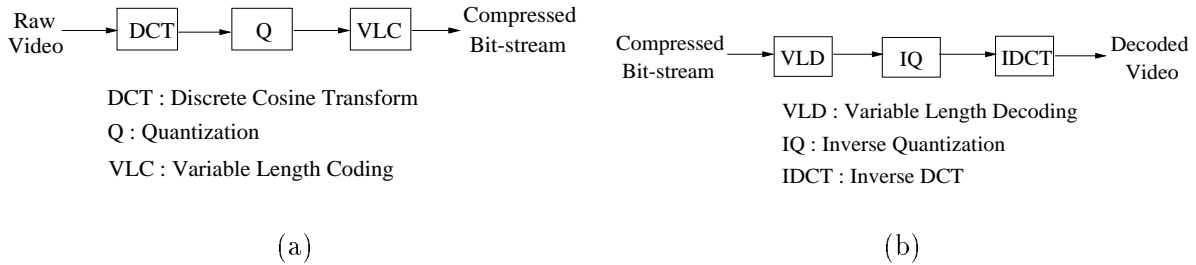 Raw
Video
DCT
Q
VLC
Compressed
Bit-stream
DCT : Discrete Cosine Transform
Q : Quantization
VLC : Variable Length Coding
(a)
Compressed
Bit-stream
VLD
IQ
IDCT
Decoded
Video
VLD : Variable Length Decoding
IQ : Inverse Quantization
IDCT : Inverse DCT
(b)